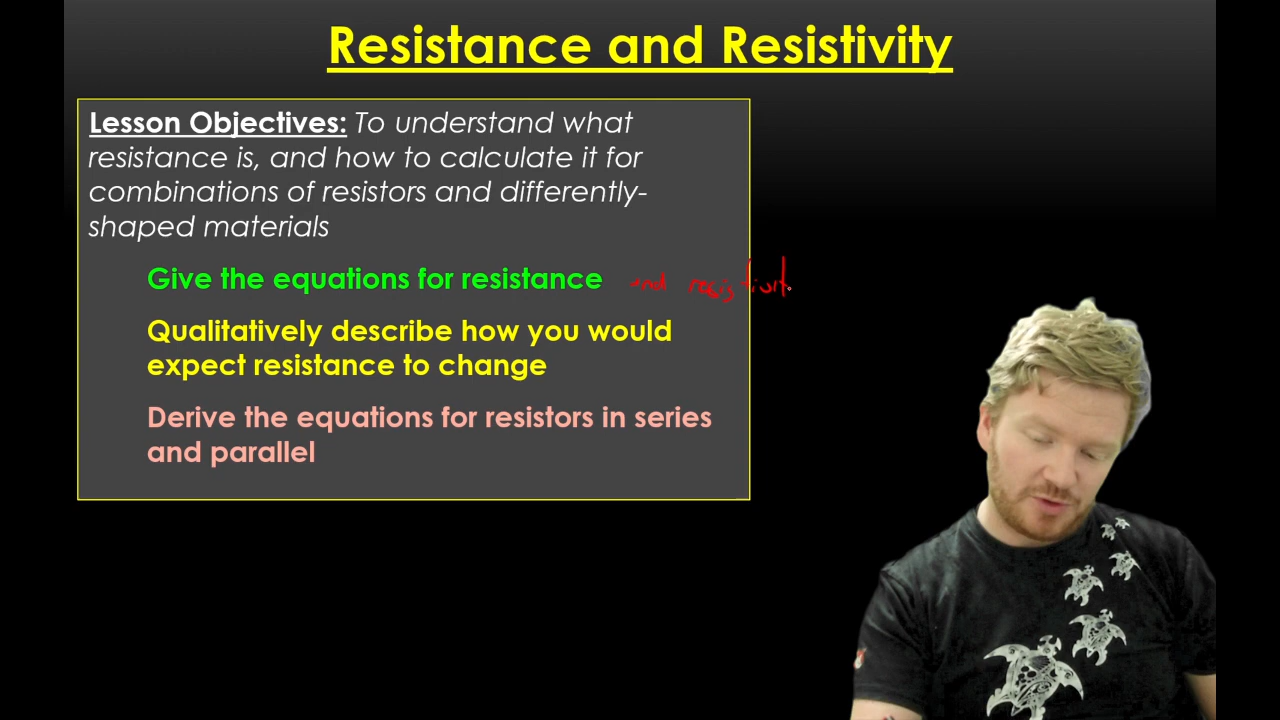 Resistance and Resistivity
Lesson Objectives: To understand what
resistance is, and how to calculate it for
combinations of resistors and differently-
shaped materials
Give the equations for resistance and resistivit
Qualitatively describe how you would
expect resistance to change
Derive the equations for resistors in series
and parallel